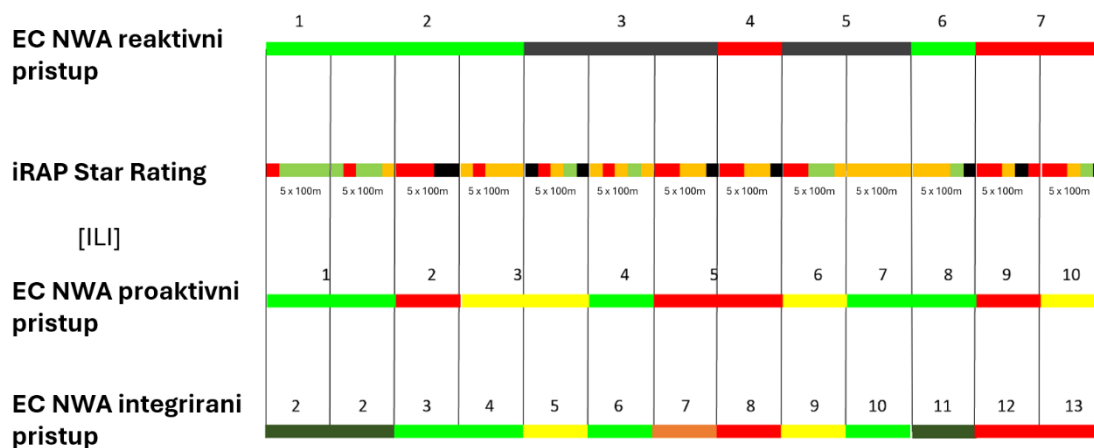 1 2 3 4 5 6 7
EC NWA reaktivni
pristup
iRAP Star Rating
5 x 100m 5 x 100m 5 x 100m 5 x 100m 5 x 100m 5 x 100m 5 x 100m 5 x 100m 5 x 100m 5 x 100m 5 x 100m 5 x 100m 5 x 100m
[ILI]
1 2 3 4 5 6 7 8 9 10
EC NWA proaktivni
pristup
EC NWA integrirani
pristup
2 2 3 4 5 6 7 8 9 10 11 12 13